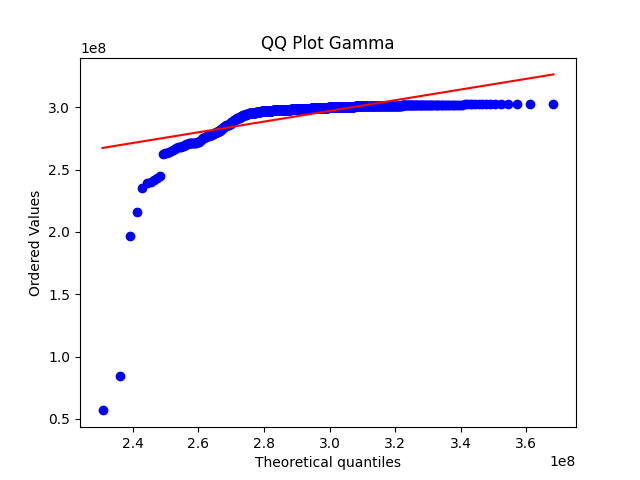 QQ Plot Gamma
1e8
3.0
2.5
2.0
1.5
1.0
0.5
Ordered Values
2.4 2.6 2.8 3.0 3.2 3.4 3.6
Theoretical quantiles
1e8